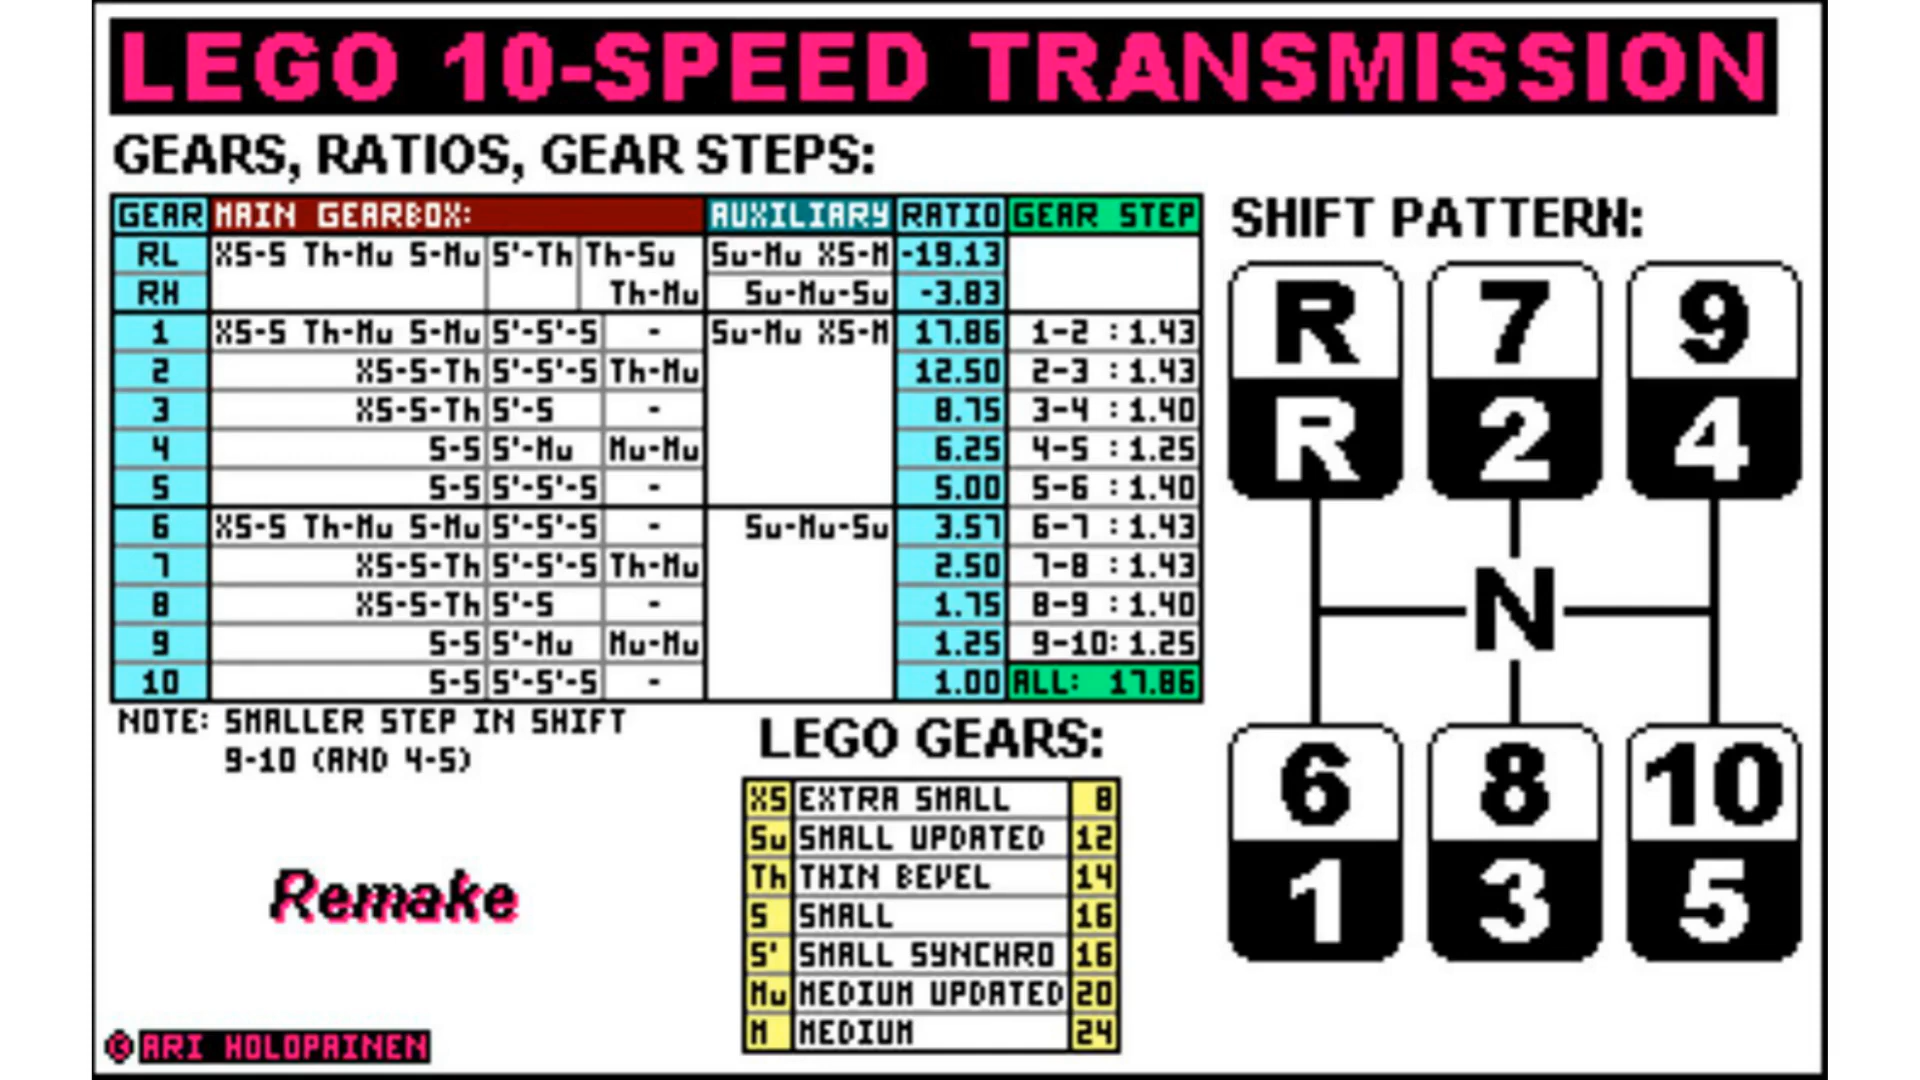 LEGO 10-SPEED TRANSMISSION
GEARS, RATIOS, GEAR STEPS:
GEAR MAIN GEARBOX: AUXILIARY RATIO GEAR STEP
RL XS-S Th-Mu S-Mu S'-Th Th-Su Su-Mu XS-M -19.13
RH Th-Mu Su-Mu-Su -3.83
1 XS-S Th-Mu S-Mu S'-S'-S - Su-Mu XS-M 17.86 1-2 :1.43
2 XS-S-Th S'-S'-S Th-Mu 12.50 2-3 :1.43
3 XS-S-Th S'-S - 8.75 3-4 :1.40
4 S-S S'-Mu Mu-Mu 6.25 4-5 :1.25
5 S-S S'-S'-S - 5.00 5-6 :1.40
6 XS-S Th-Mu S-Mu S'-S'-S - Su-Mu-Su 3.57 6-7 :1.43
7 XS-S-Th S'-S'-S Th-Mu 2.50 7-8 :1.43
8 XS-S-Th S'-S - 1.75 8-9 :1.40
9 S-S S'-Mu Mu-Mu 1.25 9-10: 1.25
10 S-S S'-S'-S - 1.00 ALL: 17.86
NOTE: SMALLER STEP IN SHIFT
9-10 (AND 4-5)
Remake
© ARI HOLOPAINEN
LEGO GEARS:
XS EXTRA SMALL 8
Su SMALL UPDATED 12
Th THIN BEVEL 14
S SMALL 16
S' SMALL SYNCHRO 16
Mu MEDIUM UPDATED 20
M MEDIUM 24
SHIFT PATTERN:
R 7 9
R 2 4
N
6 8 10
1 3 5